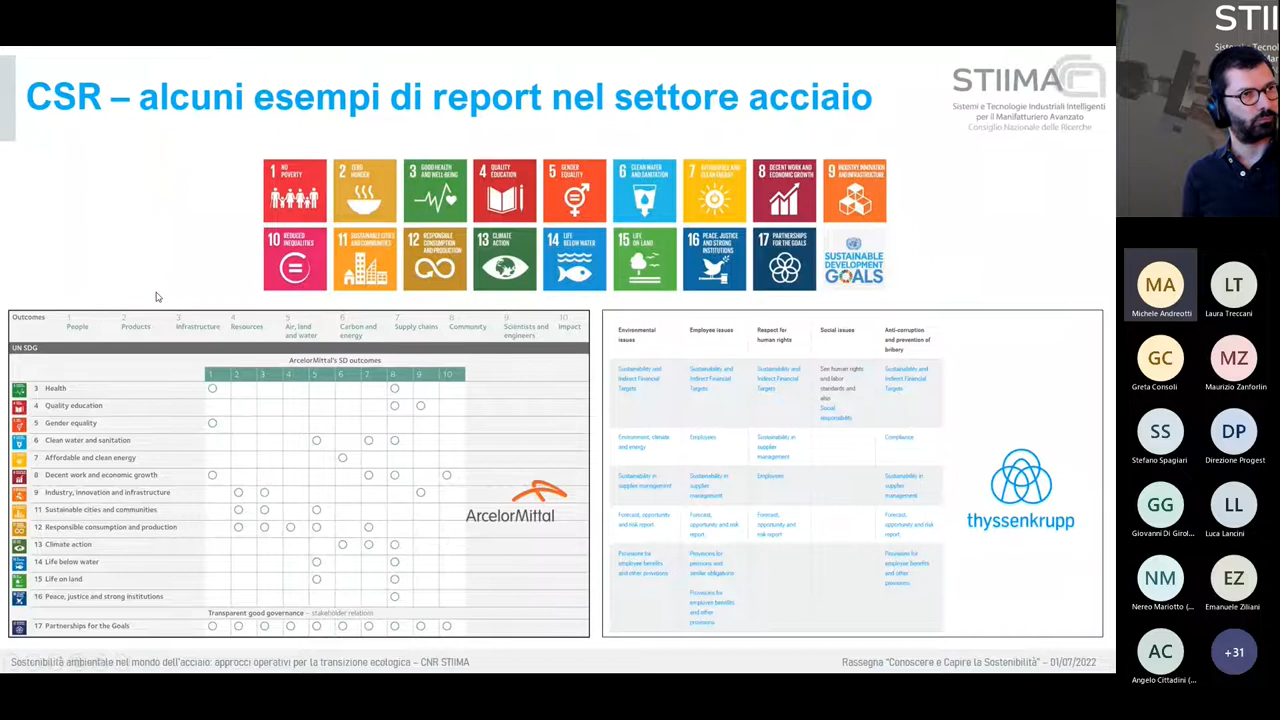 CSR – alcuni esempi di report nel settore acciaio
STIIMA
Sistemi e Tecnologie Industriali Intelligenti
per il Manifatturiero Avanzato
Consiglio Nazionale delle Ricerche
STII
1 NO POVERTY
2 ZERO HUNGER
3 GOOD HEALTH AND WELL-BEING
4 QUALITY EDUCATION
5 GENDER EQUALITY
6 CLEAN WATER AND SANITATION
7 AFFORDABLE AND CLEAN ENERGY
8 DECENT WORK AND ECONOMIC GROWTH
9 INDUSTRY, INNOVATION AND INFRASTRUCTURE
10 REDUCED INEQUALITIES
11 SUSTAINABLE CITIES AND COMMUNITIES
12 RESPONSIBLE CONSUMPTION AND PRODUCTION
13 CLIMATE ACTION
14 LIFE BELOW WATER
15 LIFE ON LAND
16 PEACE, JUSTICE AND STRONG INSTITUTIONS
17 PARTNERSHIPS FOR THE GOALS
SUSTAINABLE DEVELOPMENT GOALS
Outcomes
1 People
2 Products
3 Infrastructure
4 Resources
5 Air, land and water
6 Carbon and energy
7 Supply chains
8 Community
9 Scientists and engineers
10 Impact
UN SDG
ArcelorMittal's SD outcomes
1 2 3 4 5 6 7 8 9 10
3 Health
4 Quality education
5 Gender equality
6 Clean water and sanitation
7 Affordable and clean energy
8 Decent work and economic growth
9 Industry, innovation and infrastructure
11 Sustainable cities and communities
12 Responsible consumption and production
13 Climate action
14 Life below water
15 Life on land
16 Peace, justice and strong institutions
Transparent good governance – stakeholder relations
17 Partnerships for the Goals
ArcelorMittal
Environmental issues
Employee issues
Respect for human rights
Social issues
Anti-corruption and prevention of bribery
Sustainability and Indirect Financial Targets
Sustainability and Indirect Financial Targets
Sustainability and Indirect Financial Targets
See human rights and labor standards and also Social responsibility
Sustainability and Indirect Financial Targets
Environment, climate and energy
Employees
Sustainability in supplier management
Compliance
Sustainability in supplier management
Sustainability in supplier management
Employees
Sustainability in supplier management
Forecast, opportunity and risk report
Forecast, opportunity and risk report
Forecast, opportunity and risk report
Forecast, opportunity and risk report
Provisions for employee benefits and other provisions
Provisions for pensions and similar obligations
Provisions for employee benefits and other provisions
Provisions for employee benefits and other provisions
thyssenkrupp
Sostenibilità ambientale nel mondo dell'acciaio: approcci operativi per la transizione ecologica – CNR STIIMA
Rassegna "Conoscere e Capire la Sostenibilità" – 01/07/2022
MA
Michele Andreotti
LT
Laura Treccani
GC
Greta Consoli
MZ
Maurizio Zanforlin
SS
Stefano Spagiari
DP
Direzione Progest
GG
Giovanni Di Girol...
LL
Luca Lancini
NM
Nereo Mariotto (...
EZ
Emanuele Ziliani
AC
Angelo Cittadini (...
+31